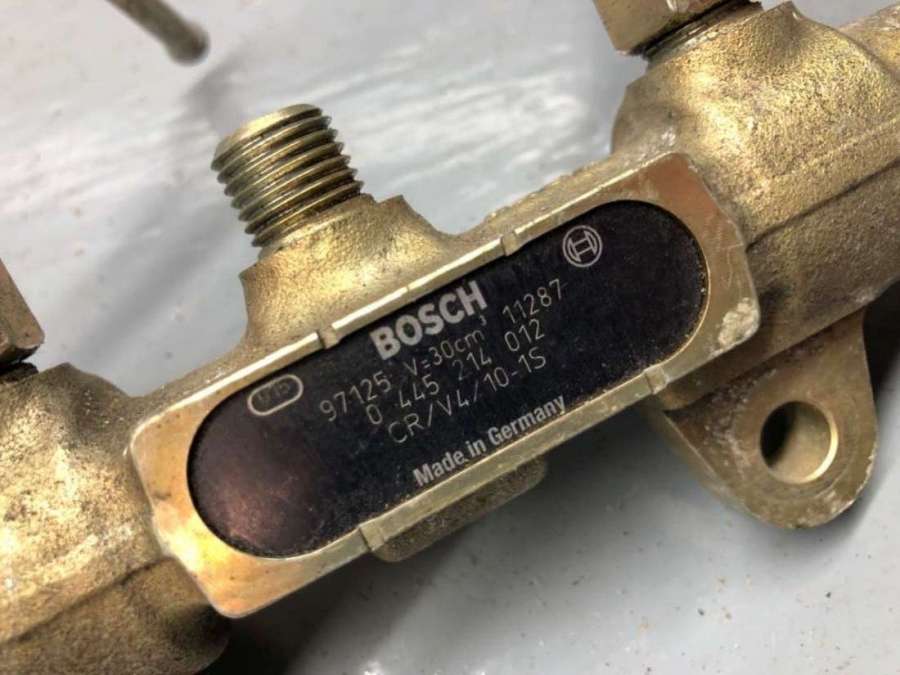 BOSCH
97125 V=30cm³ 11287
0 445 214 012
CR/V4/10-1S
Made in Germany